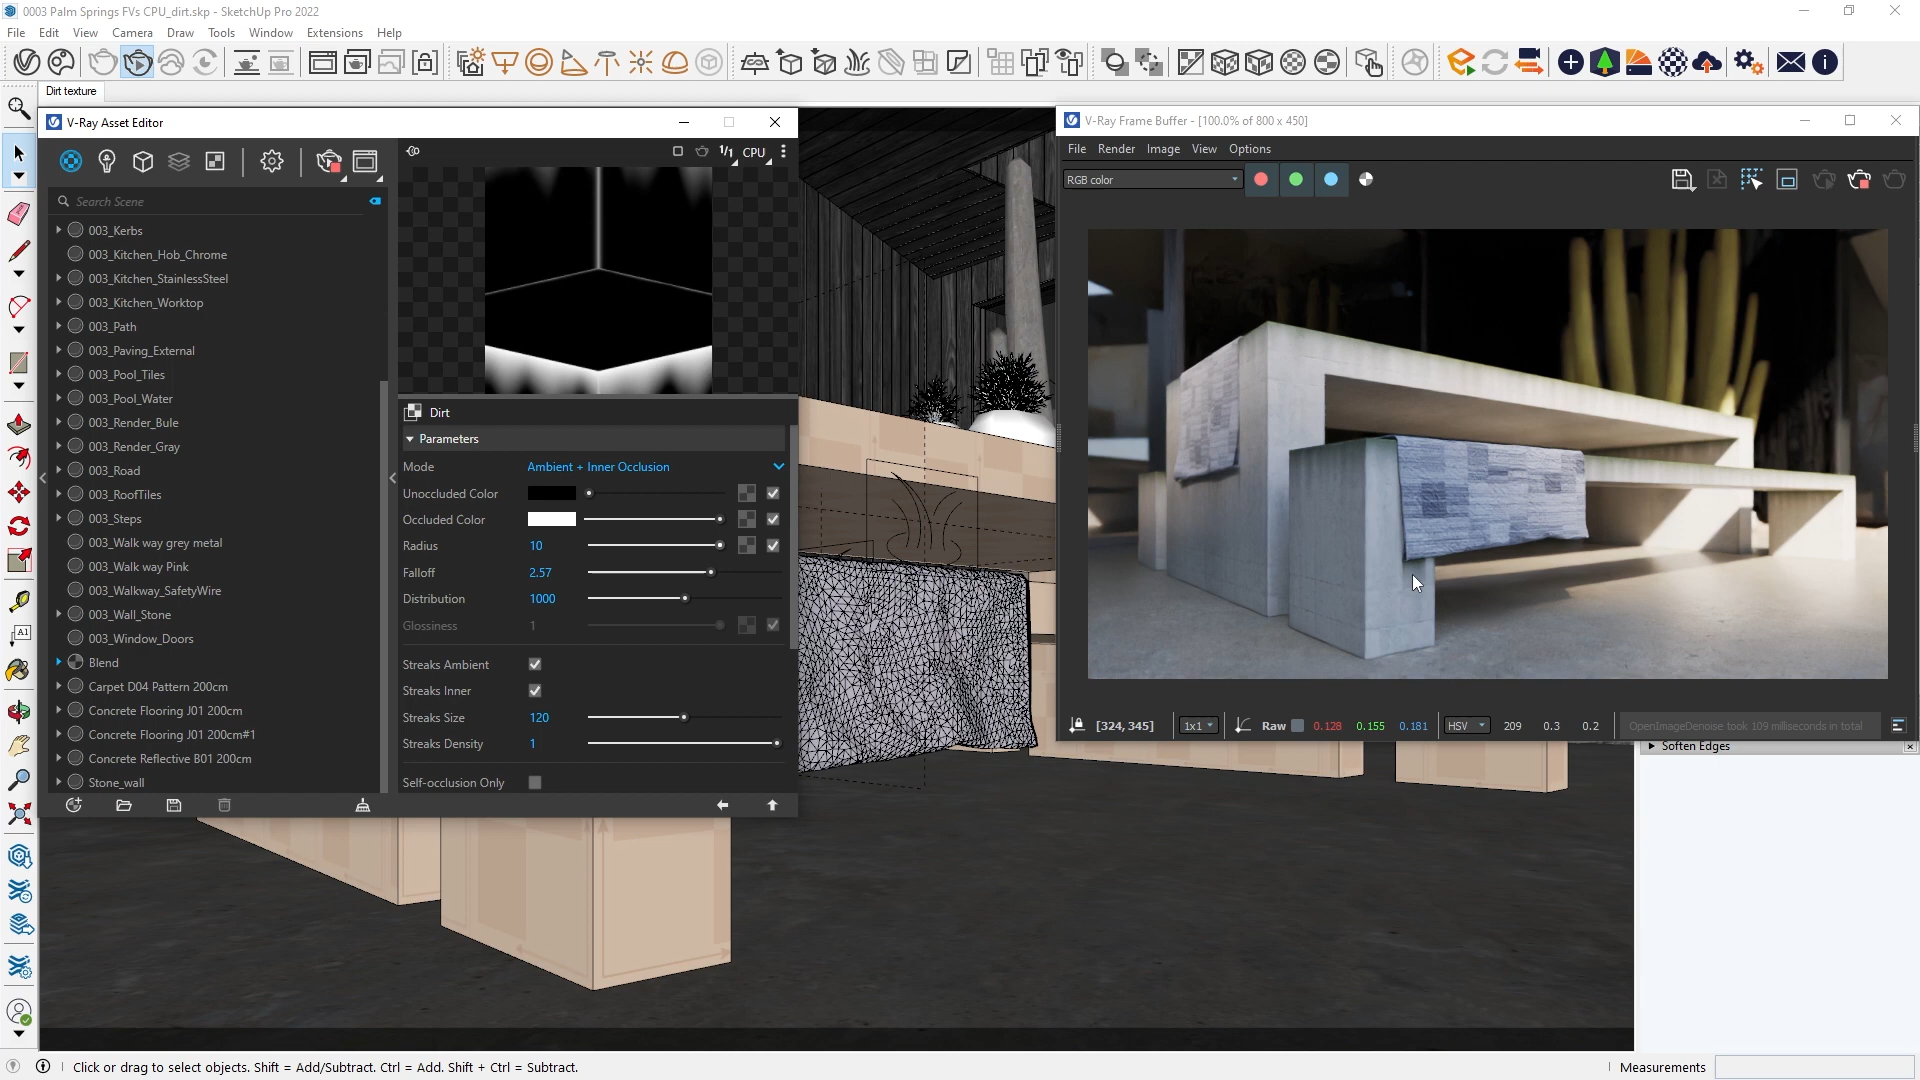 0003 Palm Springs FVs CPU_dirt.skp - SketchUp Pro 2022
File Edit View Camera Draw Tools Window Extensions Help
Dirt texture
V-Ray Asset Editor
Search Scene
003_Kerbs
003_Kitchen_Hob_Chrome
003_Kitchen_StainlessSteel
003_Kitchen_Worktop
003_Path
003_Paving_External
003_Pool_Tiles
003_Pool_Water
003_Render_Bule
003_Render_Gray
003_Road
003_RoofTiles
003_Steps
003_Walk way grey metal
003_Walk way Pink
003_Walkway_SafetyWire
003_Wall_Stone
003_Window_Doors
Blend
Carpet D04 Pattern 200cm
Concrete Flooring J01 200cm
Concrete Flooring J01 200cm#1
Concrete Reflective B01 200cm
Stone_wall
1/1 CPU
Dirt
Parameters
Mode Ambient + Inner Occlusion
Unoccluded Color
Occluded Color
Radius 10
Falloff 2.57
Distribution 1000
Glossiness 1
Streaks Ambient
Streaks Inner
Streaks Size 120
Streaks Density 1
Self-occlusion Only
V-Ray Frame Buffer - [100.0% of 800 x 450]
File Render Image View Options
RGB color
[324, 345] 1x1 Raw 0.128 0.155 0.181 HSV 209 0.3 0.2 OpenImageDenoise took 109 milliseconds in total
Soften Edges
A1
Click or drag to select objects. Shift = Add/Subtract. Ctrl = Add. Shift + Ctrl = Subtract.
Measurements